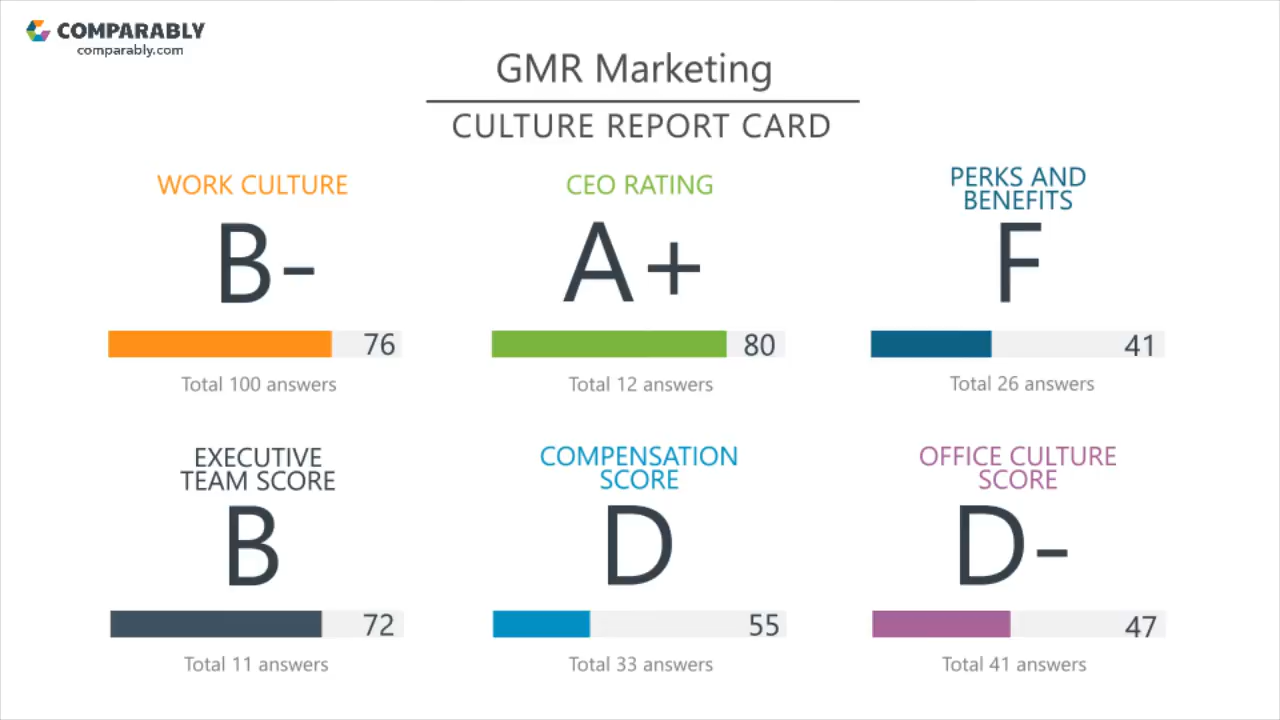 COMPARABLY
comparably.com
GMR Marketing
CULTURE REPORT CARD
WORK CULTURE
B-
76
Total 100 answers
CEO RATING
A+
80
Total 12 answers
PERKS AND
BENEFITS
F
41
Total 26 answers
EXECUTIVE
TEAM SCORE
B
72
Total 11 answers
COMPENSATION
SCORE
D
55
Total 33 answers
OFFICE CULTURE
SCORE
D-
47
Total 41 answers